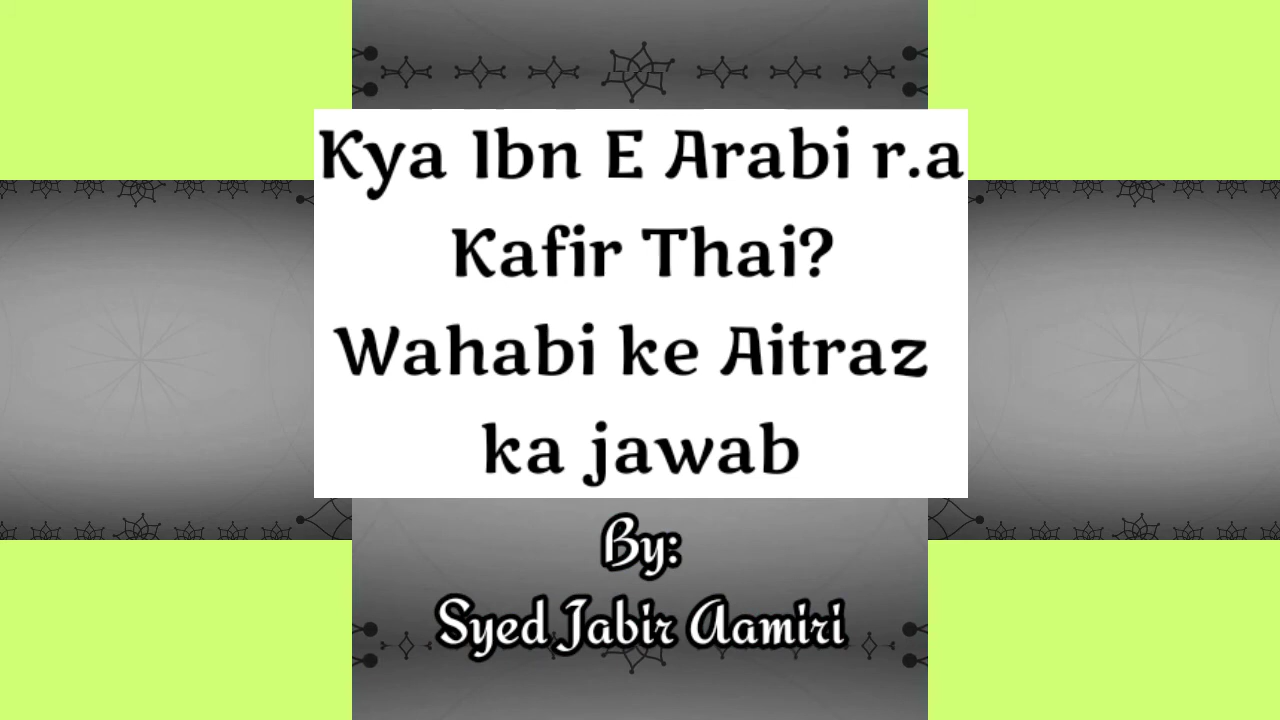 Kya Ibn E Arabi r.a
Kafir Thai?
Wahabi ke Aitraz
ka jawab
By:
Syed Jabir Aamiri